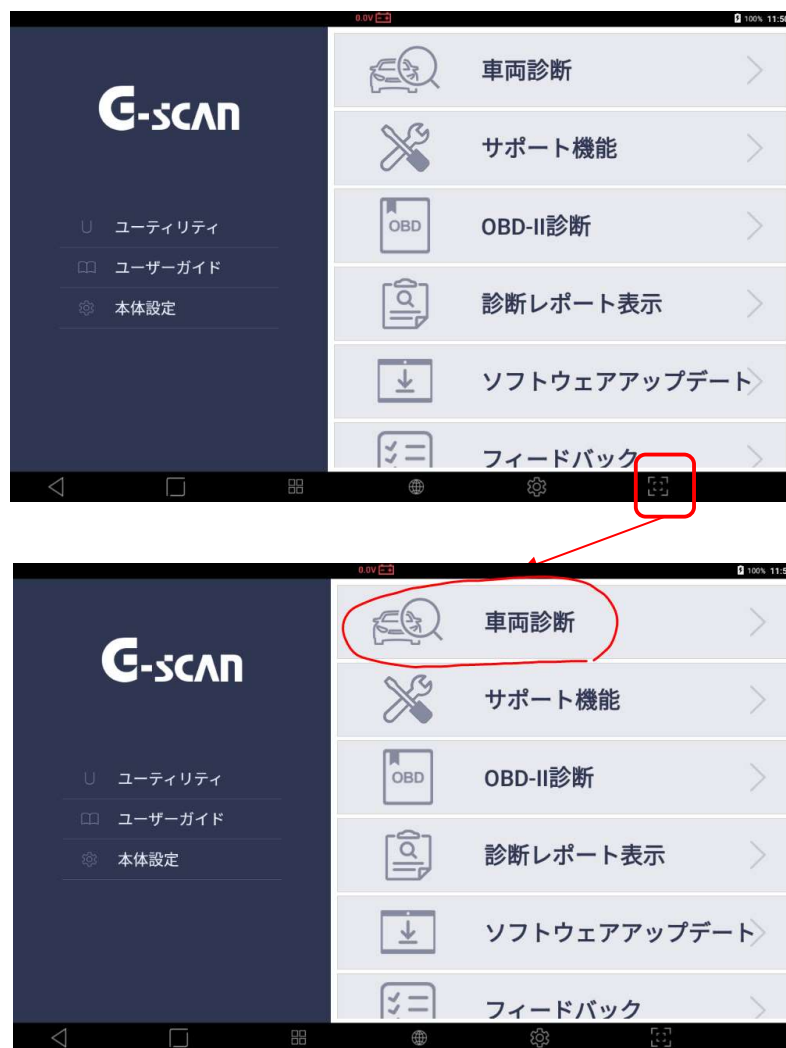 0.0V
100% 11:50
G-scan
車両診断
サポート機能
U ユーティリティ
OBD
OBD-II診断
ユーザーガイド
本体設定
診断レポート表示
ソフトウェアアップデート
フィードバック
0.0V
100% 11:5
G-scan
車両診断
サポート機能
U ユーティリティ
OBD
OBD-II診断
ユーザーガイド
本体設定
診断レポート表示
ソフトウェアアップデート
フィードバック